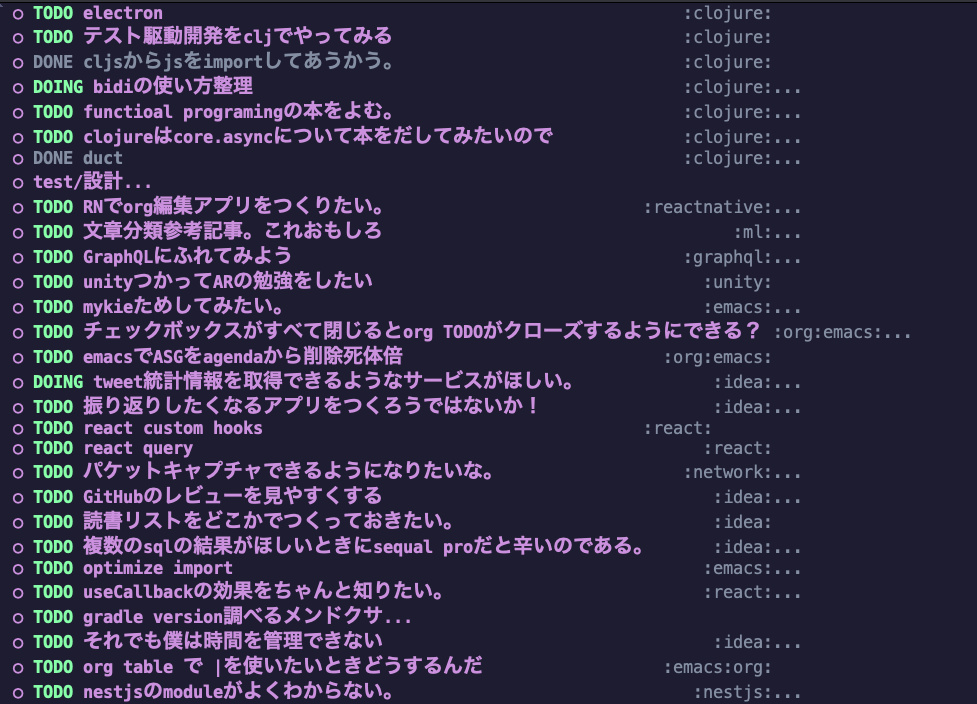 ○ TODO electron :clojure:
○ TODO テスト駆動開発をcljでやってみる :clojure:
○ DONE cljsからjsをimportしてあうかう。 :clojure:
○ DOING bidiの使い方整理 :clojure:...
○ TODO functioal programingの本をよむ。 :clojure:...
○ TODO clojureはcore.asyncについて本をだしてみたいので :clojure:...
○ DONE duct :clojure:...
○ test/設計...
○ TODO RNでorg編集アプリをつくりたい。 :reactnative:...
○ TODO 文章分類参考記事。これおもしろ :ml:...
○ TODO GraphQLにふれてみよう :graphql:...
○ TODO unityつかってARの勉強をしたい :unity:
○ TODO mykieためしてみたい。 :emacs:...
○ TODO チェックボックスがすべて閉じるとorg TODOがクローズするようにできる？ :org:emacs:...
○ TODO emacsでASGをagendaから削除死体倍 :org:emacs:
○ DOING tweet統計情報を取得できるようなサービスがほしい。 :idea:...
○ TODO 振り返りしたくなるアプリをつくろうではないか！ :idea:...
○ TODO react custom hooks :react:
○ TODO react query :react:
○ TODO パケットキャプチャできるようになりたいな。 :network:...
○ TODO GitHubのレビューを見やすくする :idea:...
○ TODO 読書リストをどこかでつくっておきたい。 :idea:
○ TODO 複数のsqlの結果がほしいときにsequal proだと辛いのである。 :idea:...
○ TODO optimize import :emacs:...
○ TODO useCallbackの効果をちゃんと知りたい。 :react:...
○ TODO gradle version調べるメンドクサ...
○ TODO それでも僕は時間を管理できない :idea:...
○ TODO org table で |を使いたいときどうするんだ :emacs:org:
○ TODO nestjsのmoduleがよくわからない。 :nestjs:...